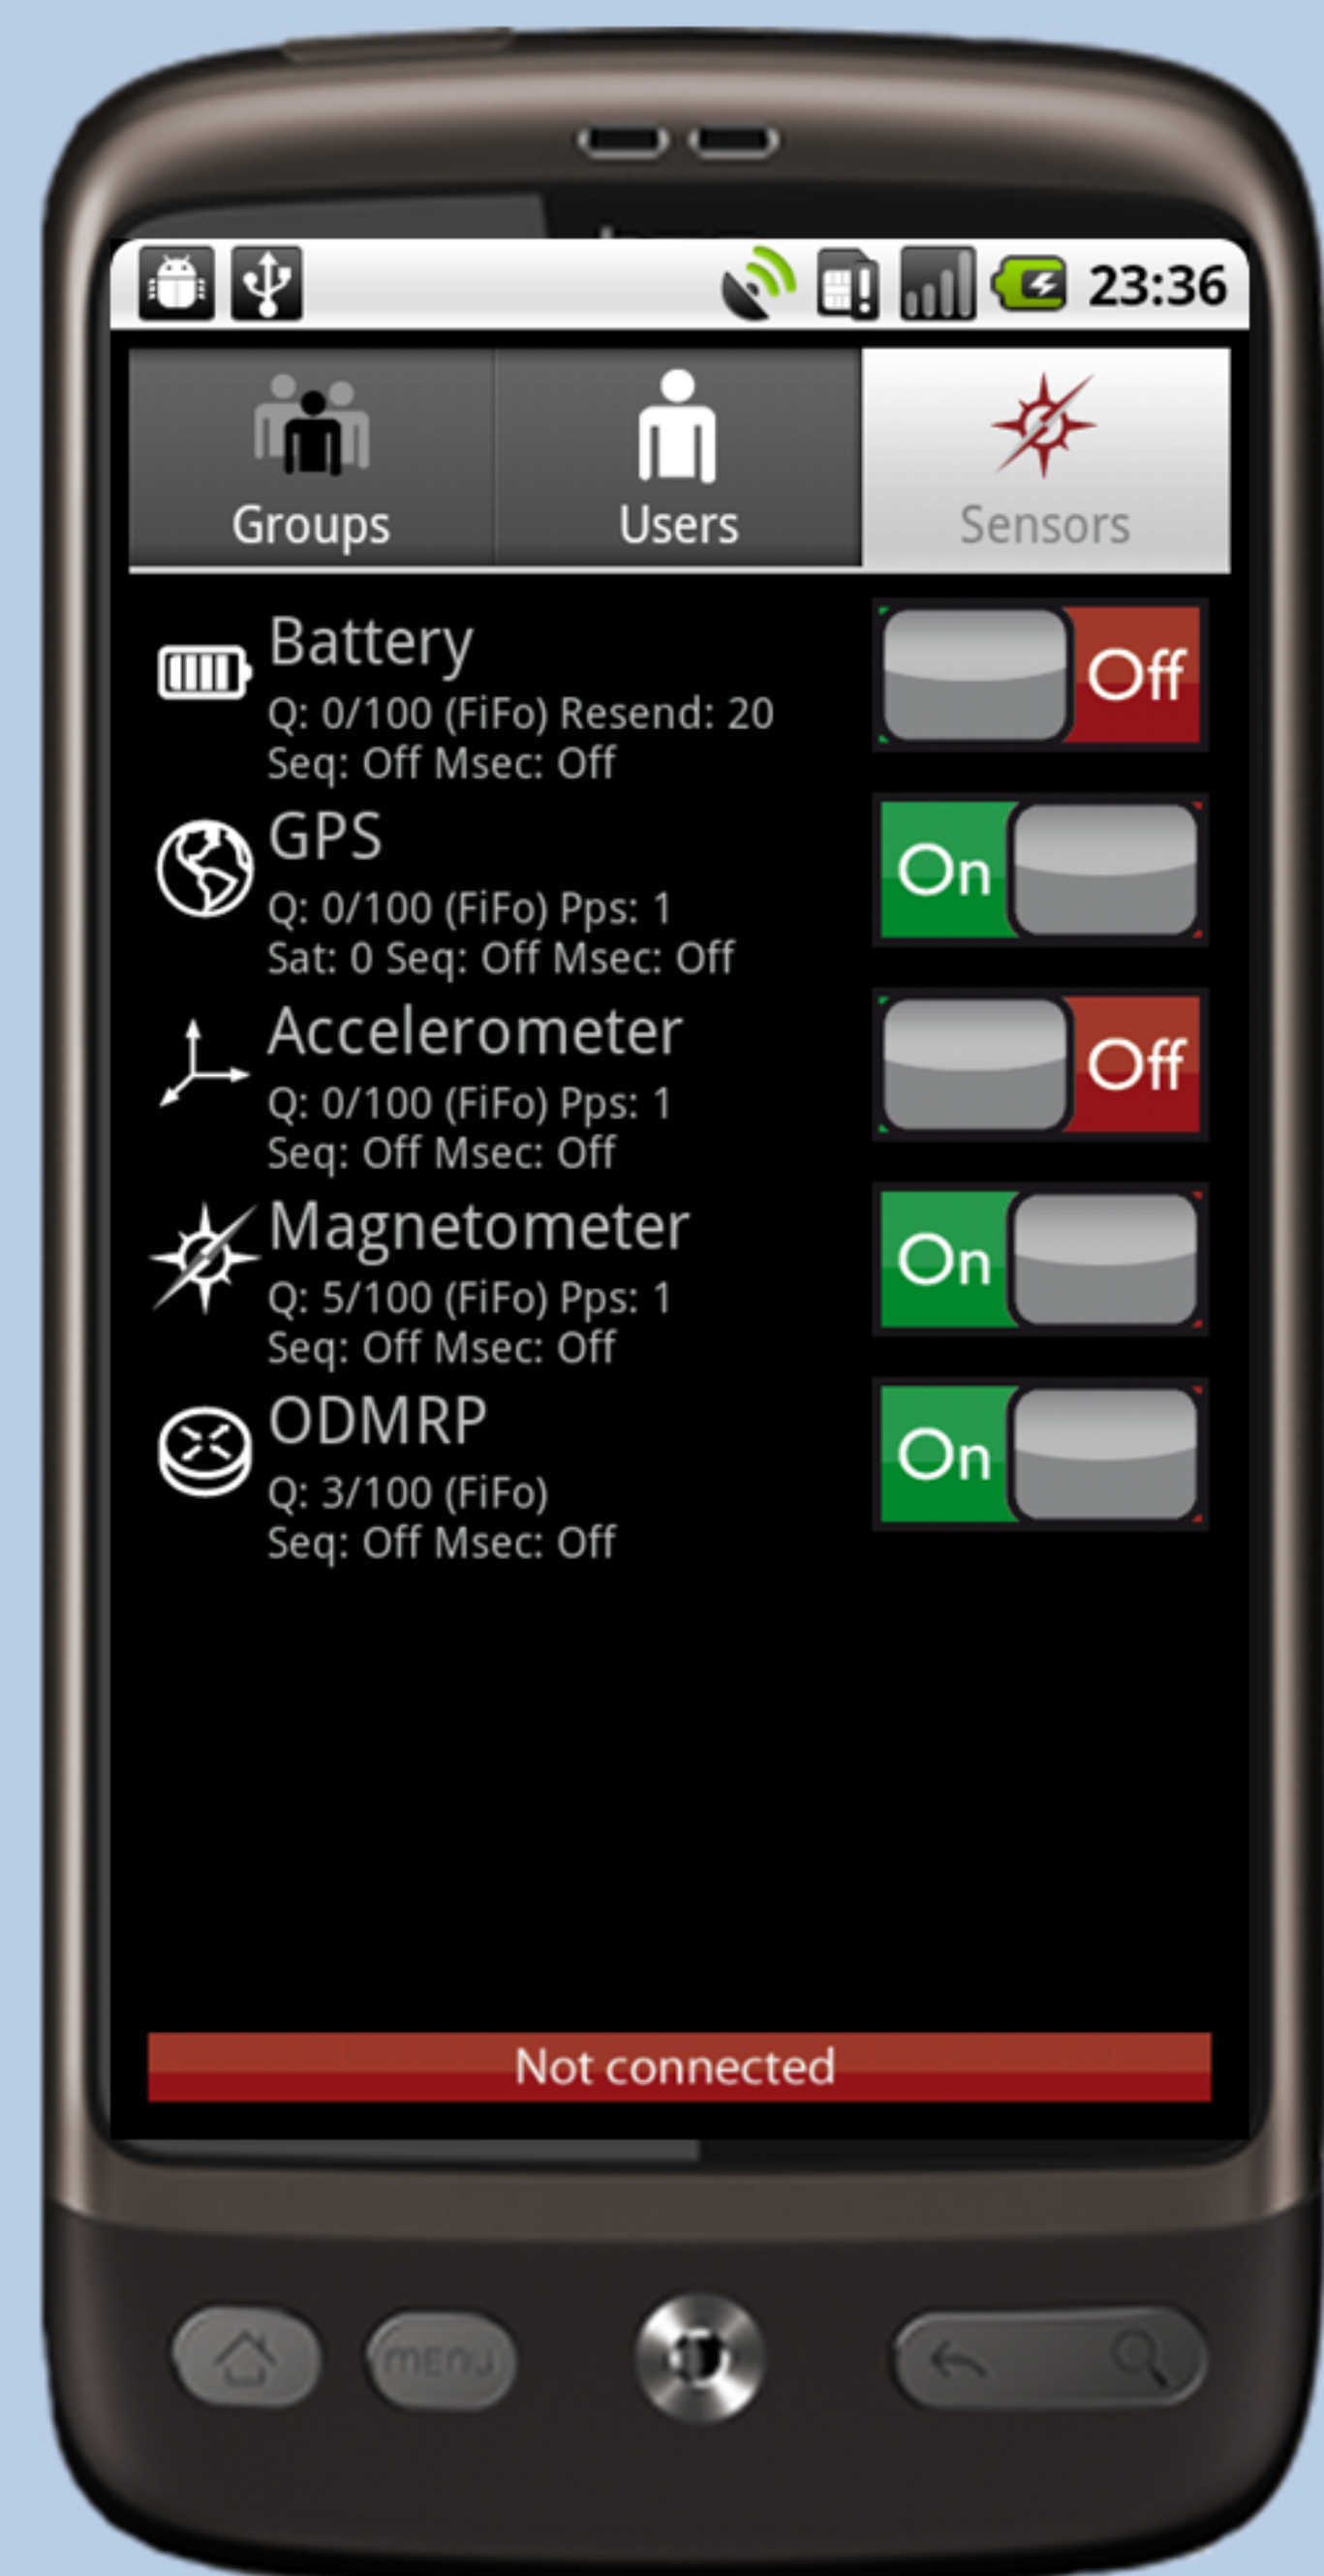 23:36
Groups Users Sensors
Battery
Off
Q: 0/100 (FiFo) Resend: 20
Seq: Off Msec: Off
GPS
On
Q: 0/100 (FiFo) Pps: 1
Sat: 0 Seq: Off Msec: Off
Accelerometer
Off
Q: 0/100 (FiFo) Pps: 1
Seq: Off Msec: Off
Magnetometer
On
Q: 5/100 (FiFo) Pps: 1
Seq: Off Msec: Off
ODMRP
On
Q: 3/100 (FiFo)
Seq: Off Msec: Off
Not connected
menu